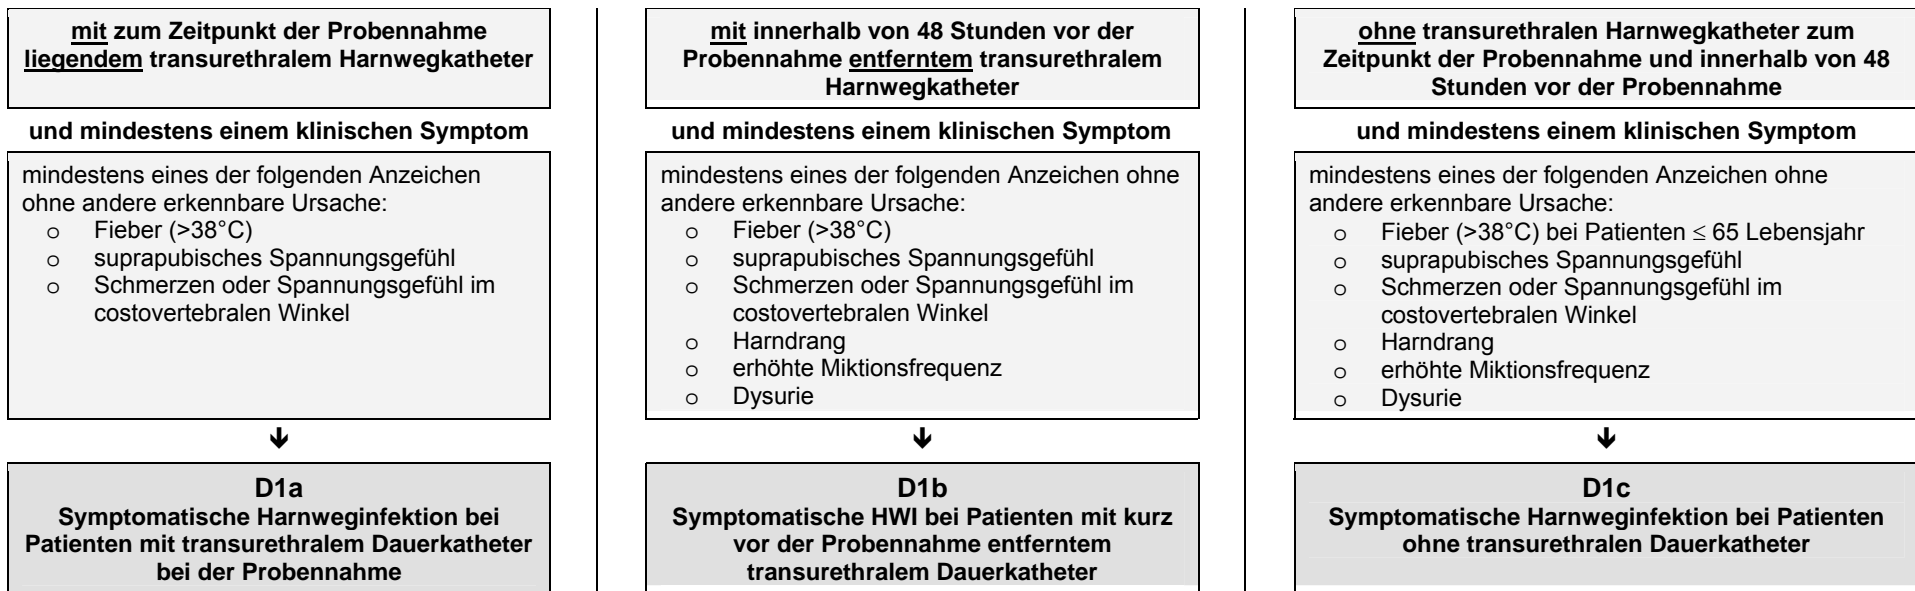 mit zum Zeitpunkt der Probennahme
liegendem transurethralem Harnwegkatheter
und mindestens einem klinischen Symptom
mindestens eines der folgenden Anzeichen
ohne andere erkennbare Ursache:
o Fieber (>38°C)
o suprapubisches Spannungsgefühl
o Schmerzen oder Spannungsgefühl im
costovertebralen Winkel
🡻
D1a
Symptomatische Harnweginfektion bei
Patienten mit transurethralem Dauerkatheter
bei der Probennahme
mit innerhalb von 48 Stunden vor der
Probennahme entferntem transurethralem
Harnwegkatheter
und mindestens einem klinischen Symptom
mindestens eines der folgenden Anzeichen ohne
andere erkennbare Ursache:
o Fieber (>38°C)
o suprapubisches Spannungsgefühl
o Schmerzen oder Spannungsgefühl im
costovertebralen Winkel
o Harndrang
o erhöhte Miktionsfrequenz
o Dysurie
🡻
D1b
Symptomatische HWI bei Patienten mit kurz
vor der Probennahme entferntem
transurethralem Dauerkatheter
ohne transurethralen Harnwegkatheter zum
Zeitpunkt der Probennahme und innerhalb von 48
Stunden vor der Probennahme
und mindestens einem klinischen Symptom
mindestens eines der folgenden Anzeichen ohne
andere erkennbare Ursache:
o Fieber (>38°C) bei Patienten ≤ 65 Lebensjahr
o suprapubisches Spannungsgefühl
o Schmerzen oder Spannungsgefühl im
costovertebralen Winkel
o Harndrang
o erhöhte Miktionsfrequenz
o Dysurie
🡻
D1c
Symptomatische Harnweginfektion bei Patienten
ohne transurethralen Dauerkatheter